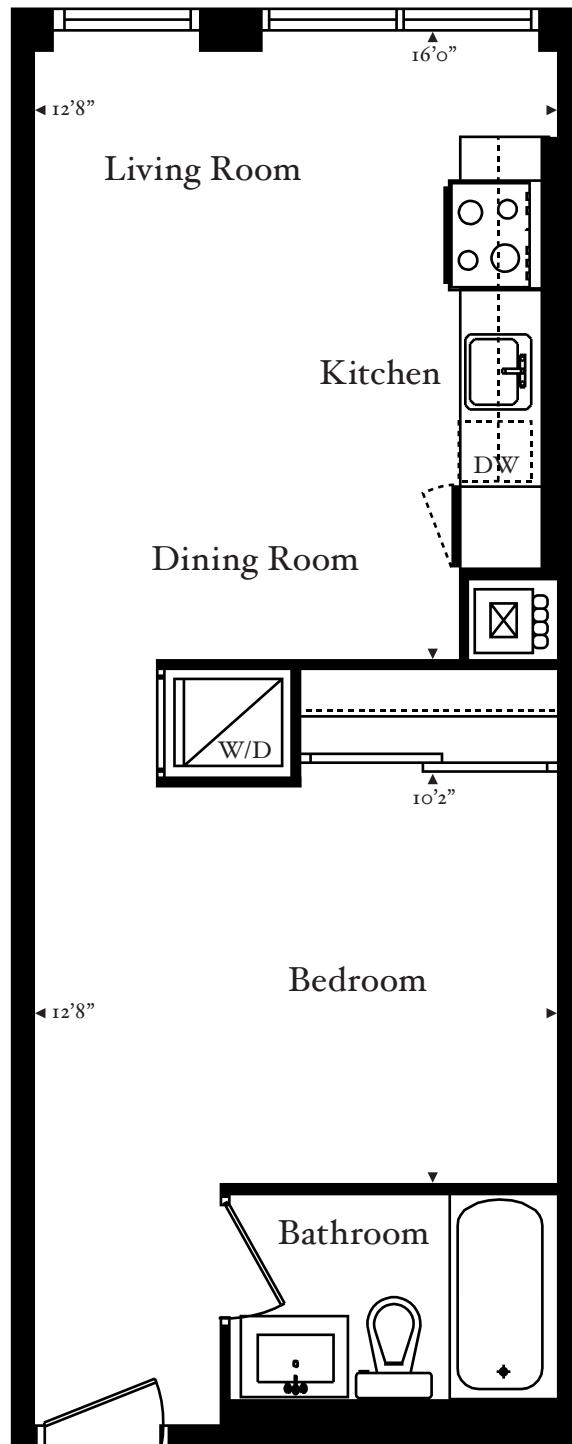 16’0”
12’8”
Living Room
Kitchen
DW
Dining Room
W/D
10’2”
Bedroom
12’8”
Bathroom